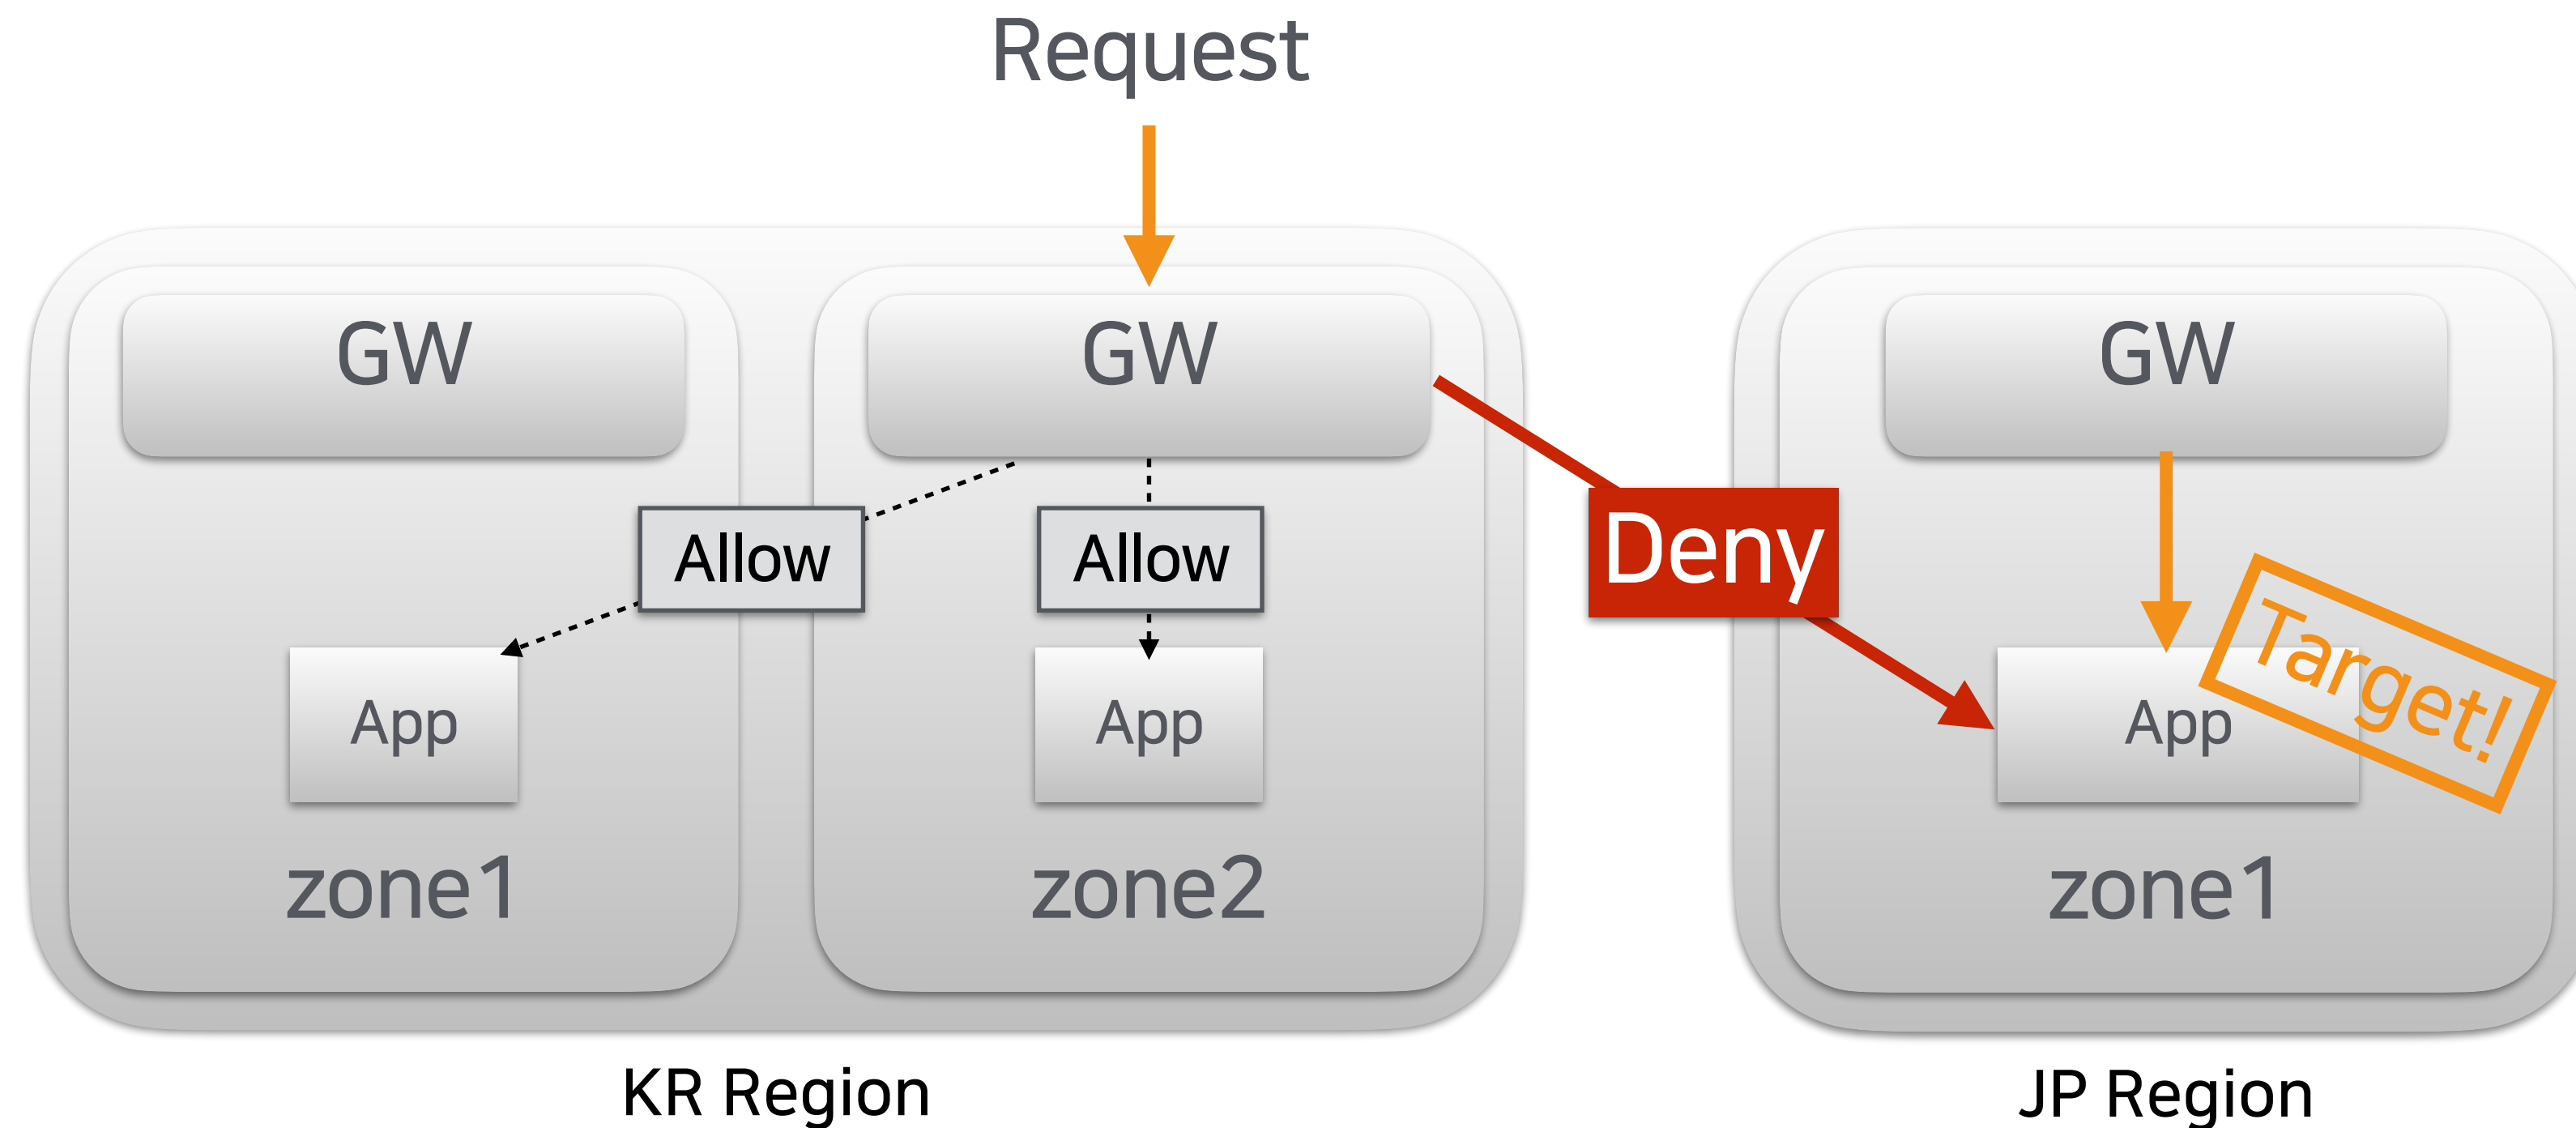 Request
GW
GW
GW
Allow
Allow
Deny
Target!
App
App
App
zone1
zone2
zone1
KR Region
JP Region